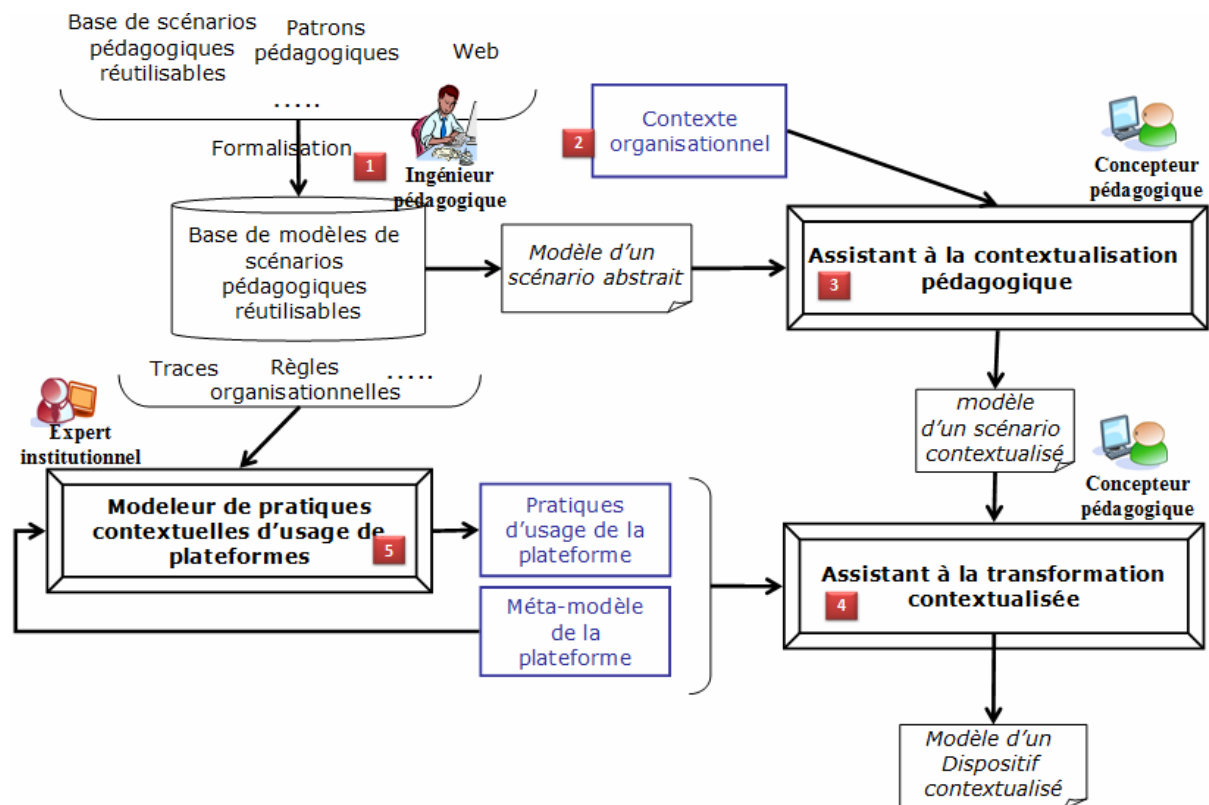 Base de scénarios
pédagogiques
réutilisables
Patrons
pédagogiques
Web
.....
Formalisation
1
Ingénieur
pédagogique
2
Contexte
organisationnel
Concepteur
pédagogique
Base de modèles de
scénarios
pédagogiques
réutilisables
Modèle d'un
scénario abstrait
Assistant à la contextualisation
pédagogique
3
Traces
Règles
organisationnelles
.....
Expert
institutionnel
modèle
d'un scénario
contextualisé
Concepteur
pédagogique
Modeleur de pratiques
contextuelles d'usage de
plateformes
5
Pratiques
d'usage de la
plateforme
Méta-modèle
de la
plateforme
Assistant à la transformation
contextualisée
4
Modèle d'un
Dispositif
contextualisé